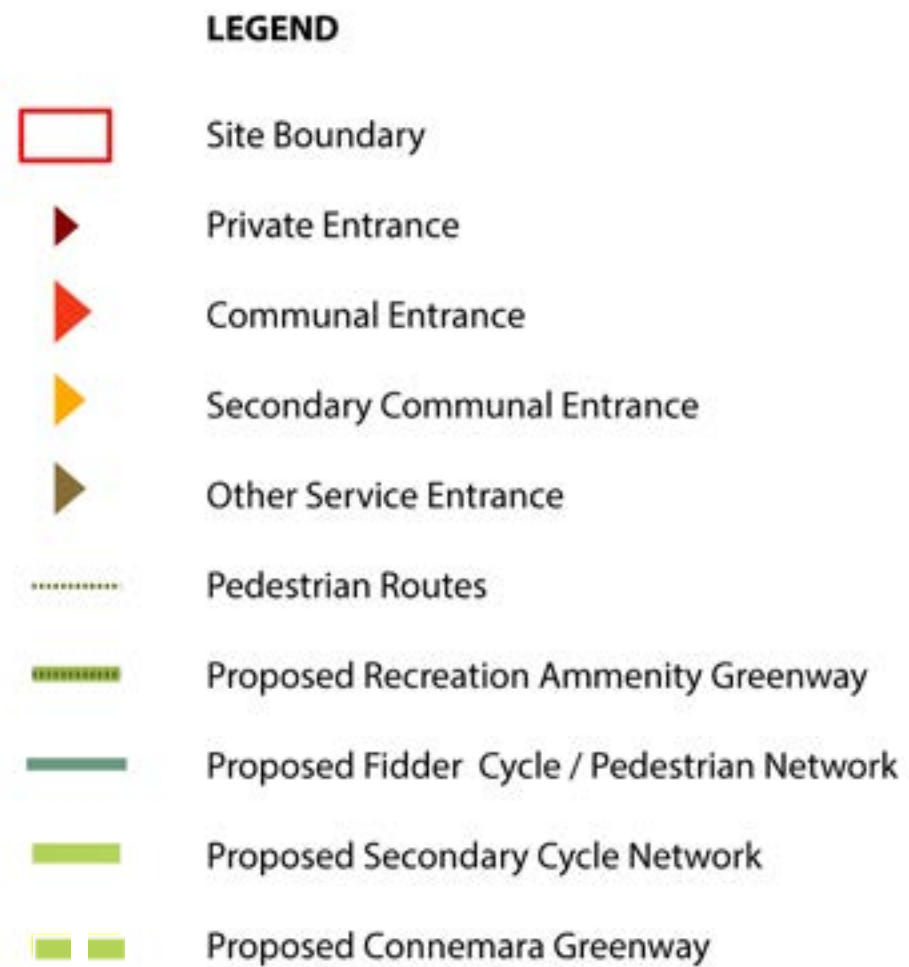 LEGEND
Site Boundary
Private Entrance
Communal Entrance
Secondary Communal Entrance
Other Service Entrance
Pedestrian Routes
Proposed Recreation Ammenity Greenway
Proposed Fidder Cycle / Pedestrian Network
Proposed Secondary Cycle Network
Proposed Connemara Greenway